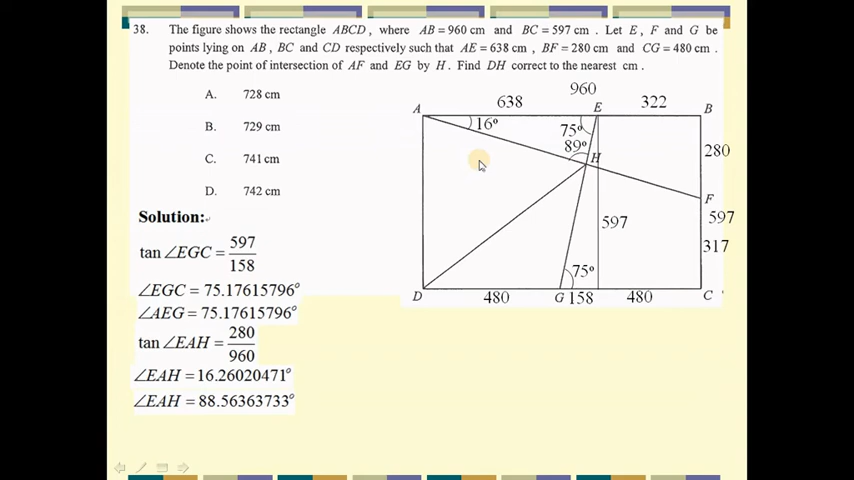 38. The figure shows the rectangle ABCD, where AB = 960 cm and BC = 597 cm. Let E, F and G be
points lying on AB, BC and CD respectively such that AE = 638 cm, BF = 280 cm and CG = 480 cm.
Denote the point of intersection of AF and EG by H. Find DH correct to the nearest cm.
A. 728 cm
B. 729 cm
C. 741 cm
D. 742 cm
960
638
322
A
E
B
16°
75°
89°
H
280
F
597
597
317
75°
D
480
G
158
480
C
Solution:
tan ∠EGC = 597/158
∠EGC = 75.17615796°
∠AEG = 75.17615796°
tan ∠EAH = 280/960
∠EAH = 16.26020471°
∠EAH = 88.56363733°